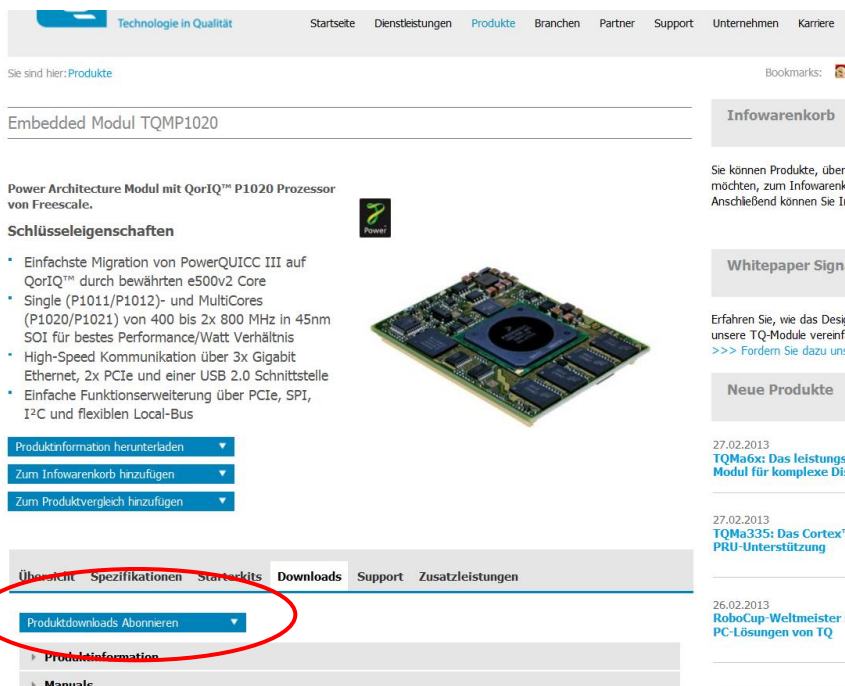 Technologie in Qualität
Startseite Dienstleistungen Produkte Branchen Partner Support Unternehmen Karriere
Sie sind hier: Produkte
Bookmarks:
Embedded Modul TQMP1020
Power Architecture Modul mit QorIQ™ P1020 Prozessor
von Freescale.
Power
Schlüsseleigenschaften
Einfachste Migration von PowerQUICC III auf
QorIQ™ durch bewährten e500v2 Core
Single (P1011/P1012)- und MultiCores
(P1020/P1021) von 400 bis 2x 800 MHz in 45nm
SOI für bestes Performance/Watt Verhältnis
High-Speed Kommunikation über 3x Gigabit
Ethernet, 2x PCIe und einer USB 2.0 Schnittstelle
Einfache Funktionserweiterung über PCIe, SPI,
I²C und flexiblen Local-Bus
Produktinformation herunterladen
Zum Infowarenkorb hinzufügen
Zum Produktvergleich hinzufügen
Übersicht Spezifikationen Starterkits Downloads Support Zusatzleistungen
Produktdownloads Abonnieren
Produktinformation
Manuals
Infowarenkorb
Sie können Produkte, über
möchten, zum Infowarenk
Anschließend können Sie I
Whitepaper Sign
Erfahren Sie, wie das Desi
unsere TQ-Module vereinf
>>> Fordern Sie dazu uns
Neue Produkte
27.02.2013
TQMa6x: Das leistungs
Modul für komplexe Di
27.02.2013
TQMa335: Das Cortex
PRU-Unterstützung
26.02.2013
RoboCup-Weltmeister
PC-Lösungen von TQ